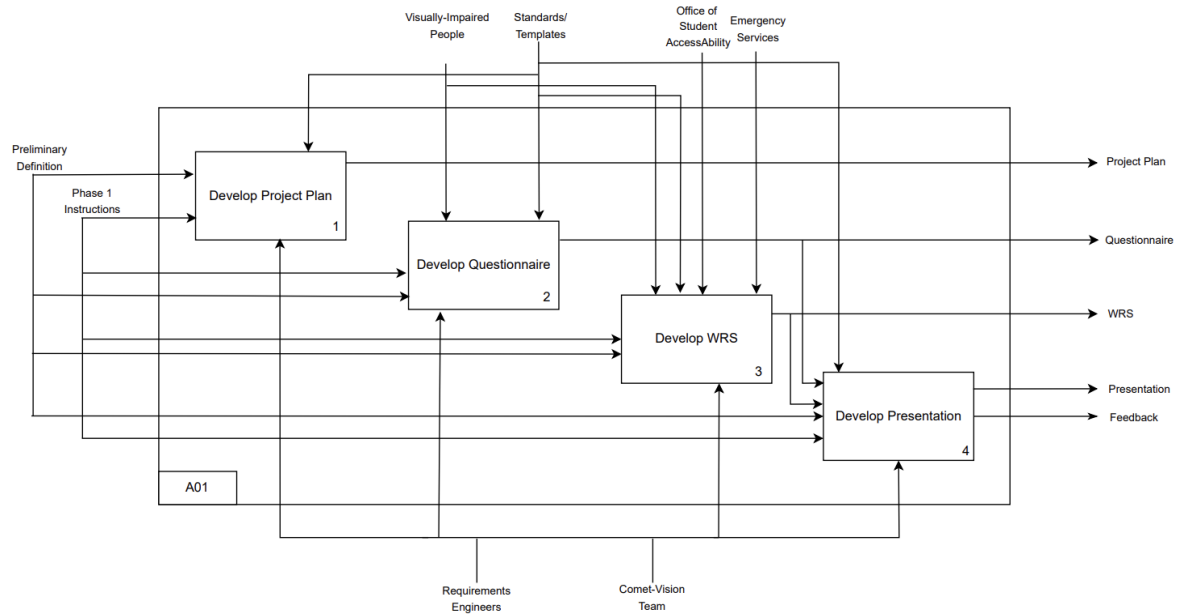 Visually-Impaired
People
Standards/
Templates
Office of
Student
AccessAbility
Emergency
Services
Preliminary
Definition
Phase 1
Instructions
Develop Project Plan
1
Project Plan
Develop Questionnaire
2
Questionnaire
Develop WRS
3
WRS
Develop Presentation
4
Presentation
Feedback
A01
Requirements
Engineers
Comet-Vision
Team